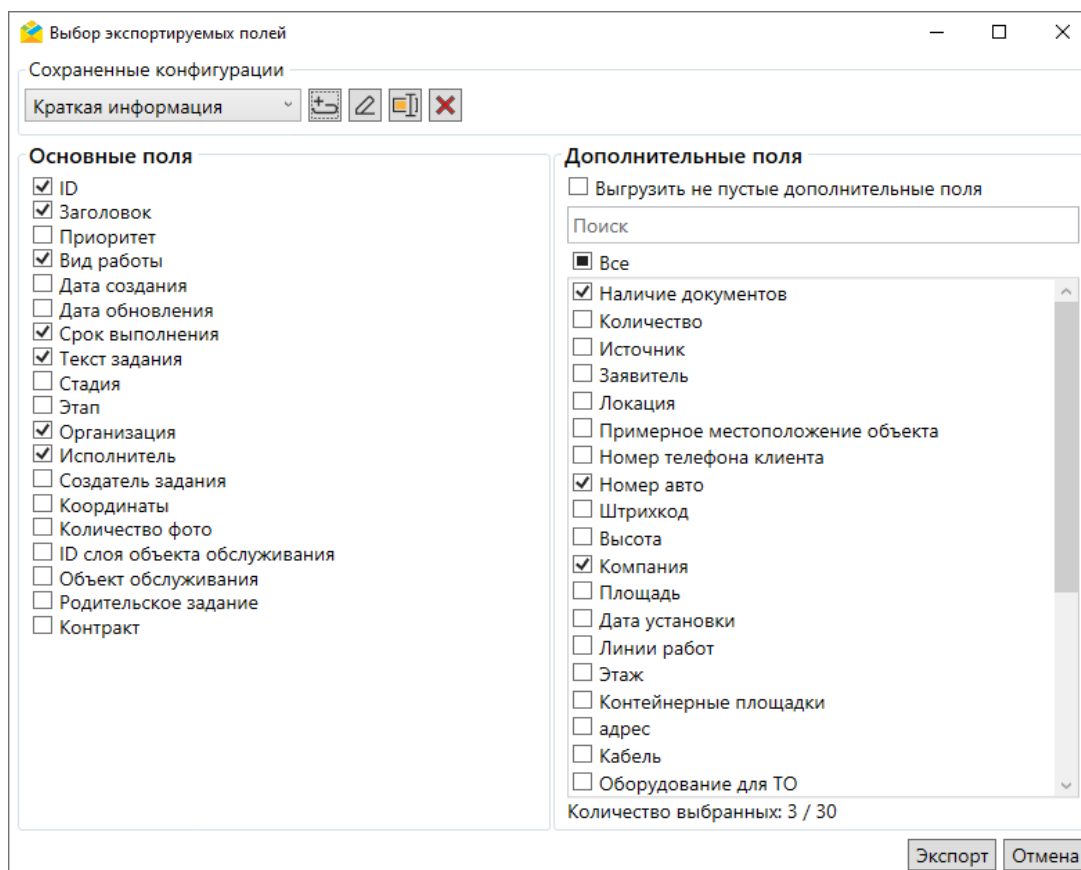 Выбор экспортируемых полей
Сохраненные конфигурации
Краткая информация
Основные поля
ID
Заголовок
Приоритет
Вид работы
Дата создания
Дата обновления
Срок выполнения
Текст задания
Стадия
Этап
Организация
Исполнитель
Создатель задания
Координаты
Количество фото
ID слоя объекта обслуживания
Объект обслуживания
Родительское задание
Контракт
Дополнительные поля
Выгрузить не пустые дополнительные поля
Поиск
Все
Наличие документов
Количество
Источник
Заявитель
Локация
Примерное местоположение объекта
Номер телефона клиента
Номер авто
Штрихкод
Высота
Компания
Площадь
Дата установки
Линии работ
Этаж
Контейнерные площадки
адрес
Кабель
Оборудование для ТО
Количество выбранных: 3 / 30
Экспорт
Отмена